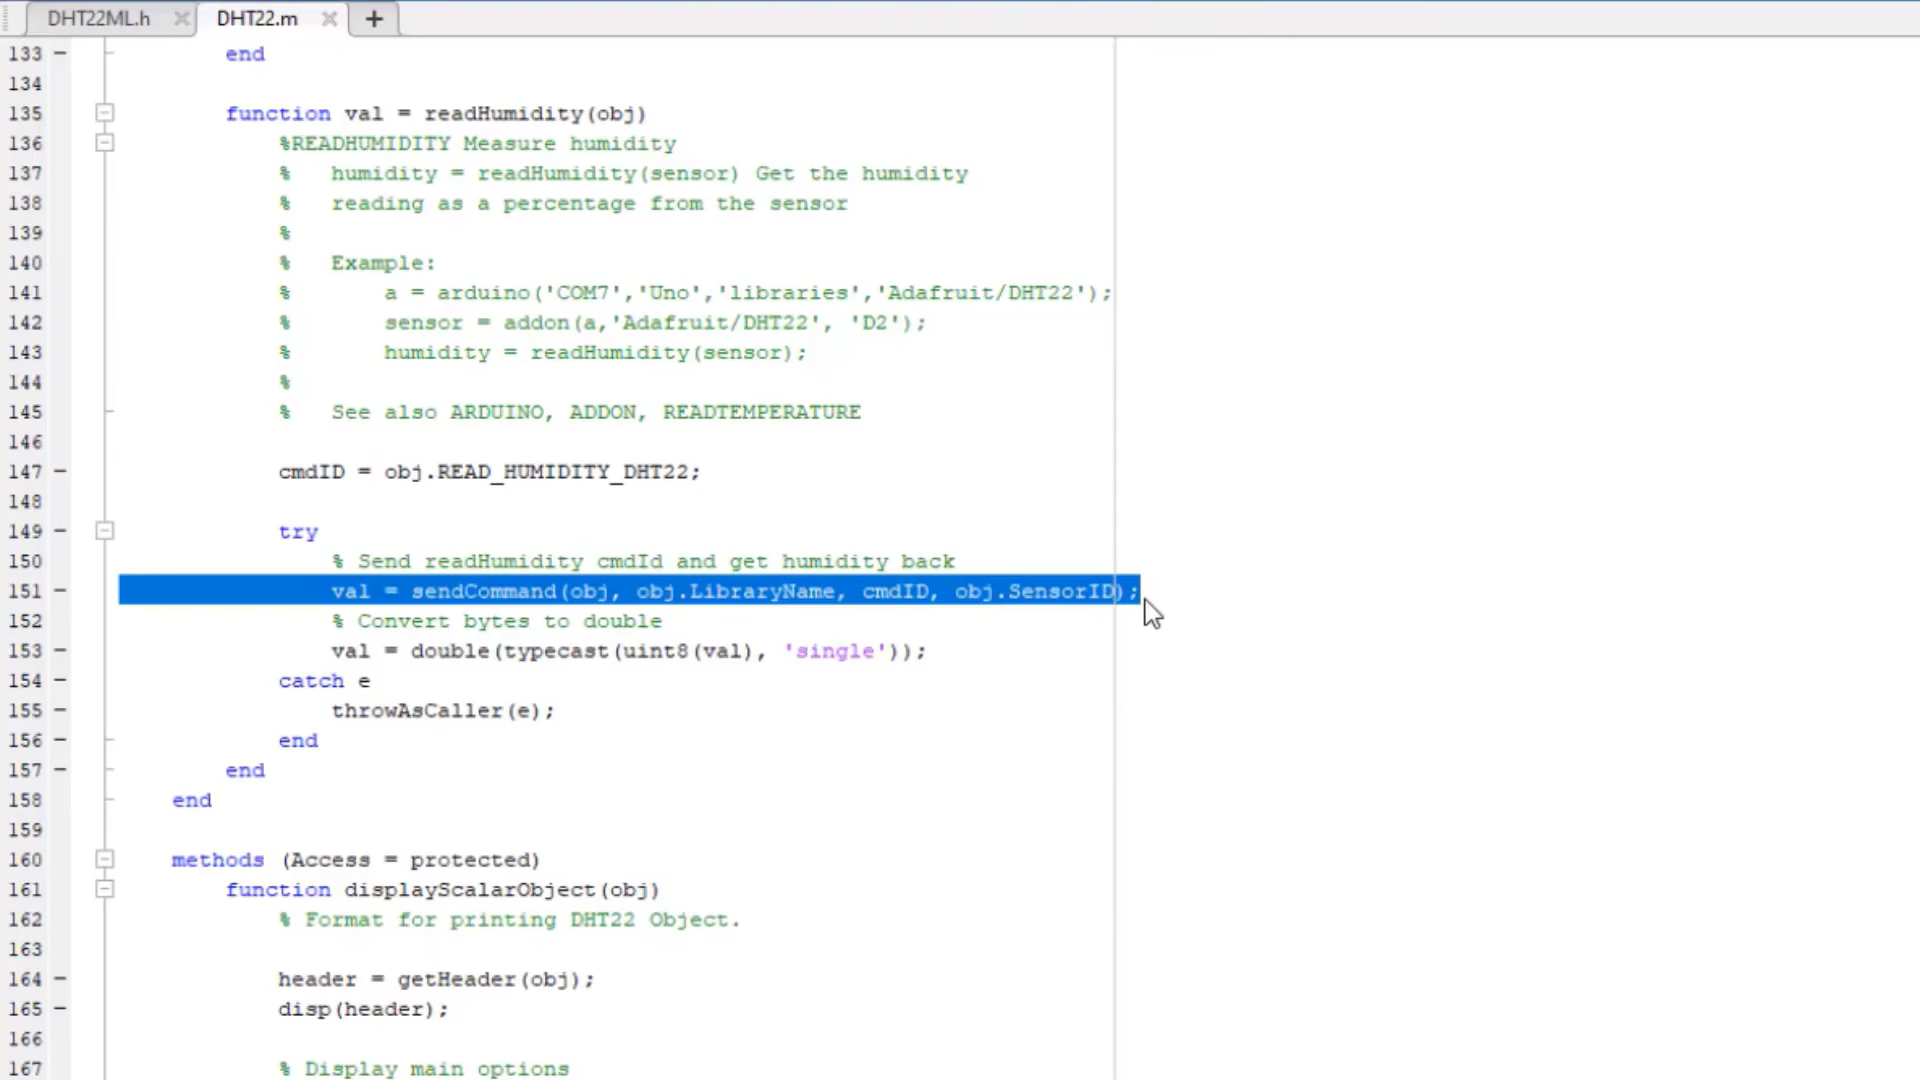 DHT22ML.h × DHT22.m × +
133 – end
134
135 function val = readHumidity(obj)
136 %READHUMIDITY Measure humidity
137 % humidity = readHumidity(sensor) Get the humidity
138 % reading as a percentage from the sensor
139 %
140 % Example:
141 % a = arduino('COM7','Uno','libraries','Adafruit/DHT22');
142 % sensor = addon(a,'Adafruit/DHT22', 'D2');
143 % humidity = readHumidity(sensor);
144 %
145 % See also ARDUINO, ADDON, READTEMPERATURE
146
147 – cmdID = obj.READ_HUMIDITY_DHT22;
148
149 – try
150 % Send readHumidity cmdId and get humidity back
151 – val = sendCommand(obj, obj.LibraryName, cmdID, obj.SensorID);
152 % Convert bytes to double
153 – val = double(typecast(uint8(val), 'single'));
154 – catch e
155 – throwAsCaller(e);
156 – end
157 – end
158 end
159
160 methods (Access = protected)
161 function displayScalarObject(obj)
162 % Format for printing DHT22 Object.
163
164 – header = getHeader(obj);
165 – disp(header);
166
167 % Display main options